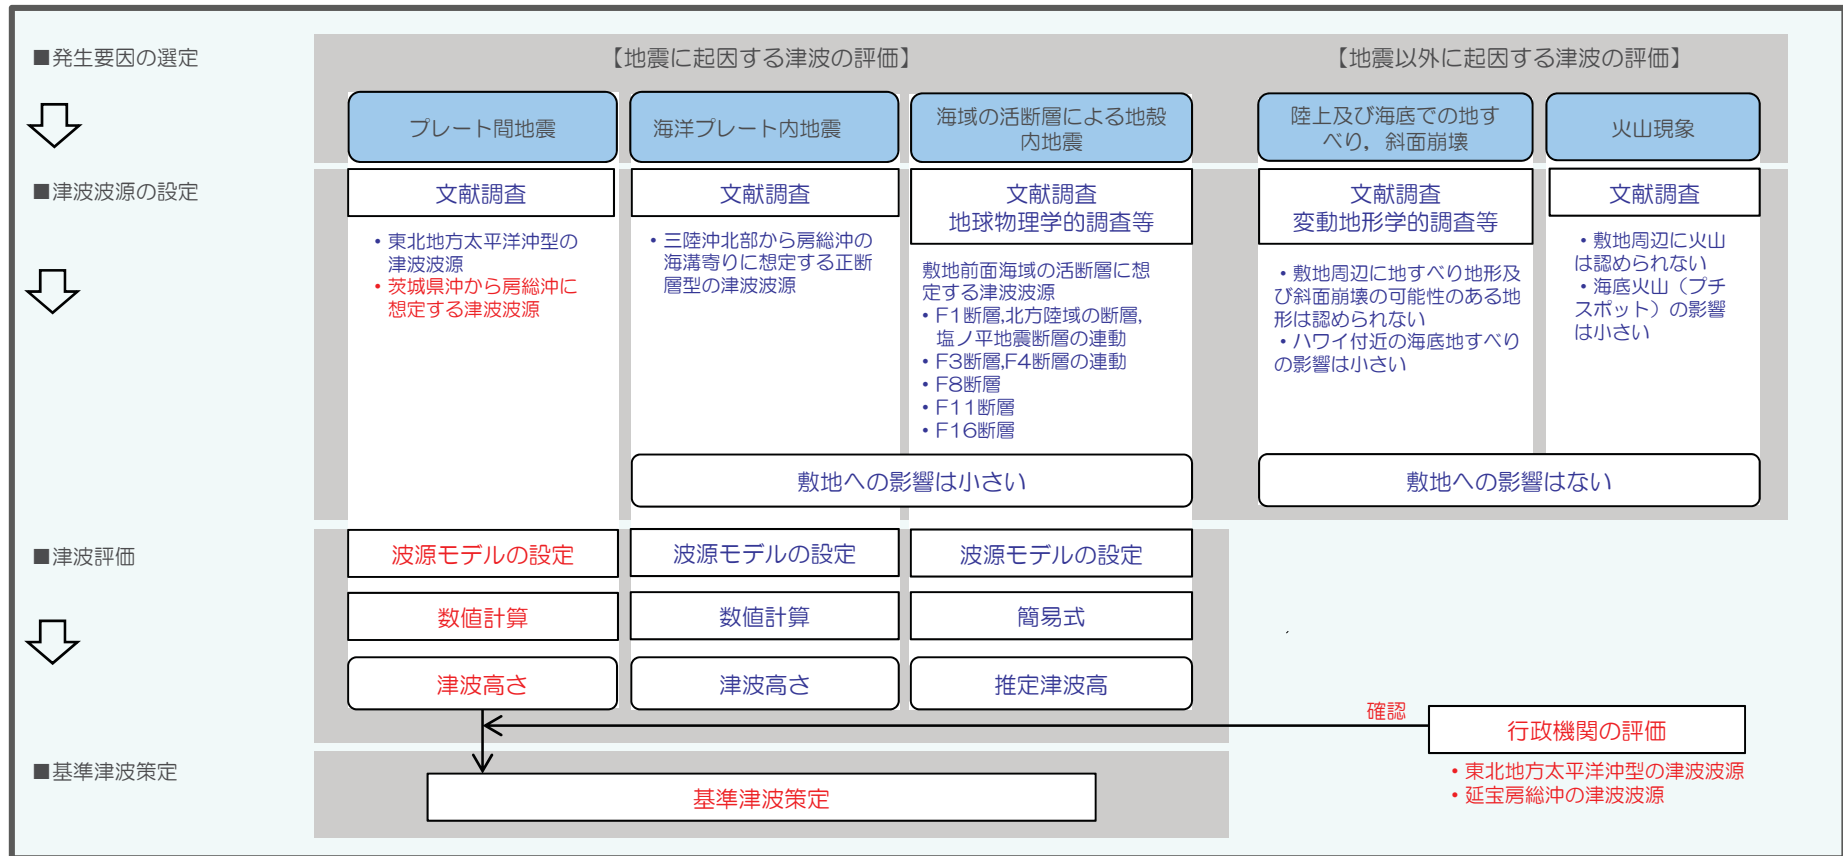 ■発生要因の選定
【地震に起因する津波の評価】
【地震以外に起因する津波の評価】
プレート間地震
海洋プレート内地震
海域の活断層による地殻
内地震
陸上及び海底での地す
べり，斜面崩壊
火山現象
■津波波源の設定
文献調査
・東北地方太平洋沖型の
津波波源
・茨城県沖から房総沖に
想定する津波波源
文献調査
・三陸沖北部から房総沖の
海溝寄りに想定する正断
層型の津波波源
文献調査
地球物理学的調査等
敷地前面海域の活断層に想
定する津波波源
・F1断層,北方陸域の断層,
塩ノ平地震断層の連動
・F3断層,F4断層の連動
・F8断層
・F11断層
・F16断層
文献調査
変動地形学的調査等
・敷地周辺に地すべり地形及
び斜面崩壊の可能性のある地
形は認められない
・ハワイ付近の海底地すべり
の影響は小さい
文献調査
・敷地周辺に火山
は認められない
・海底火山（プチ
スポット）の影響
は小さい
敷地への影響は小さい
敷地への影響はない
■津波評価
波源モデルの設定
波源モデルの設定
波源モデルの設定
数値計算
数値計算
簡易式
津波高さ
津波高さ
推定津波高
確認
行政機関の評価
・東北地方太平洋沖型の津波波源
・延宝房総沖の津波波源
■基準津波策定
基準津波策定